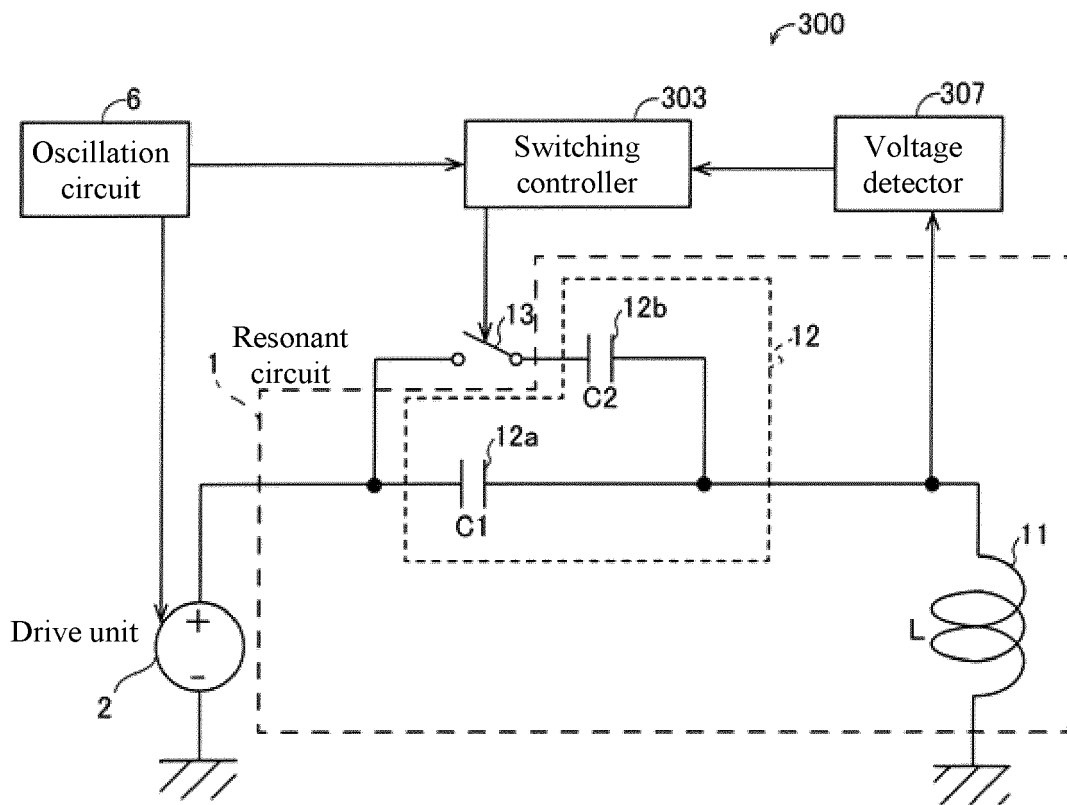 300
6
303
307
Oscillation
circuit
Switching
controller
Voltage
detector
13
12b
12
Resonant
circuit
1
C2
12a
C1
11
Drive unit
+
-
L
2